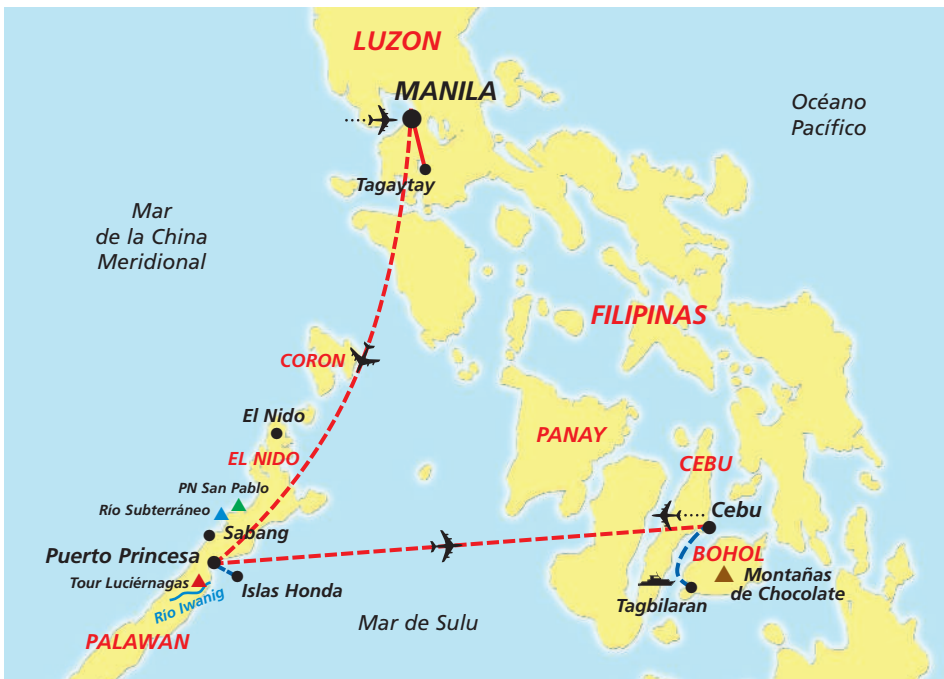 LUZON
MANILA
Océano
Pacífico
Tagaytay
Mar
de la China
Meridional
FILIPINAS
CORON
El Nido
PANAY
EL NIDO
CEBU
PN San Pablo
Río Subterráneo
Cebu
Sabang
Puerto Princesa
BOHOL
Tour Luciérnagas
Islas Honda
Montañas
de Chocolate
Río Iwanig
Tagbilaran
Mar de Sulu
PALAWAN